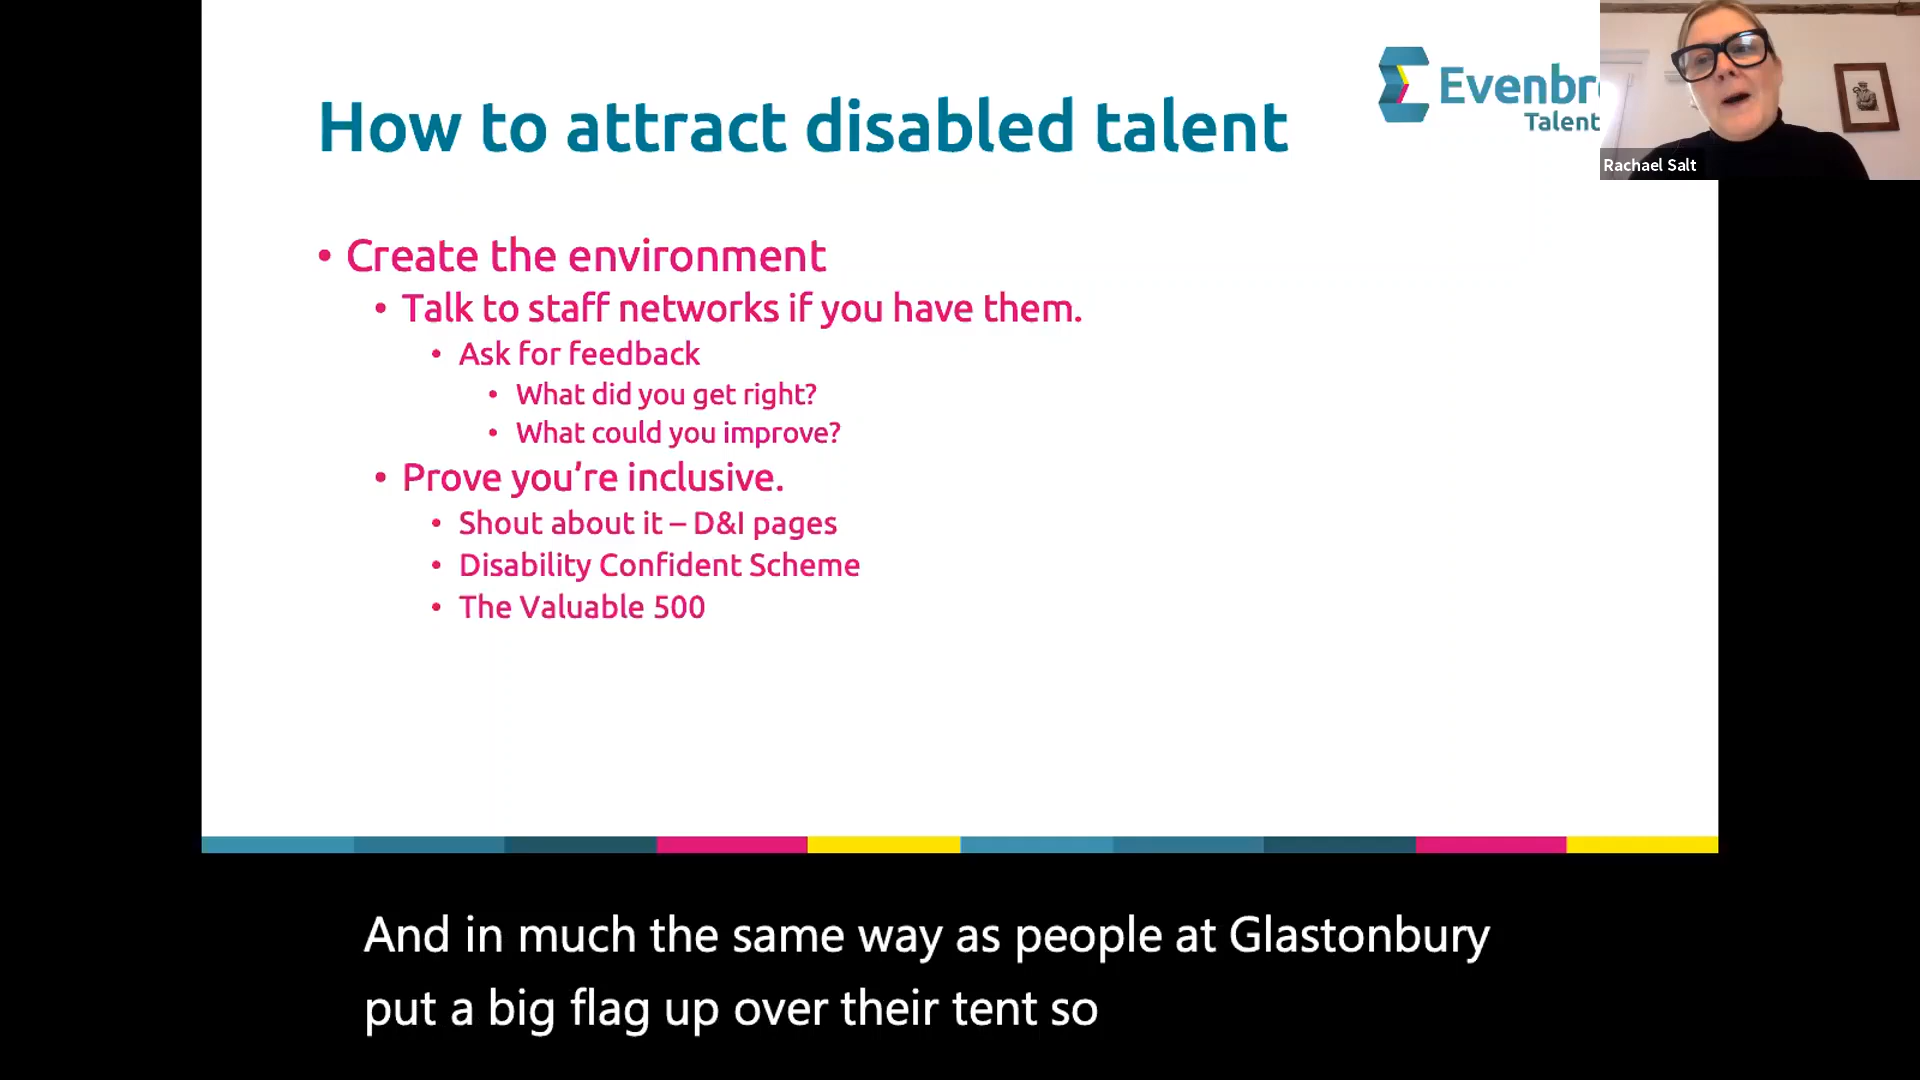 How to attract disabled talent
Evenbr
Talent
Rachael Salt
• Create the environment
• Talk to staff networks if you have them.
• Ask for feedback
• What did you get right?
• What could you improve?
• Prove you’re inclusive.
• Shout about it – D&I pages
• Disability Confident Scheme
• The Valuable 500
And in much the same way as people at Glastonbury
put a big flag up over their tent so